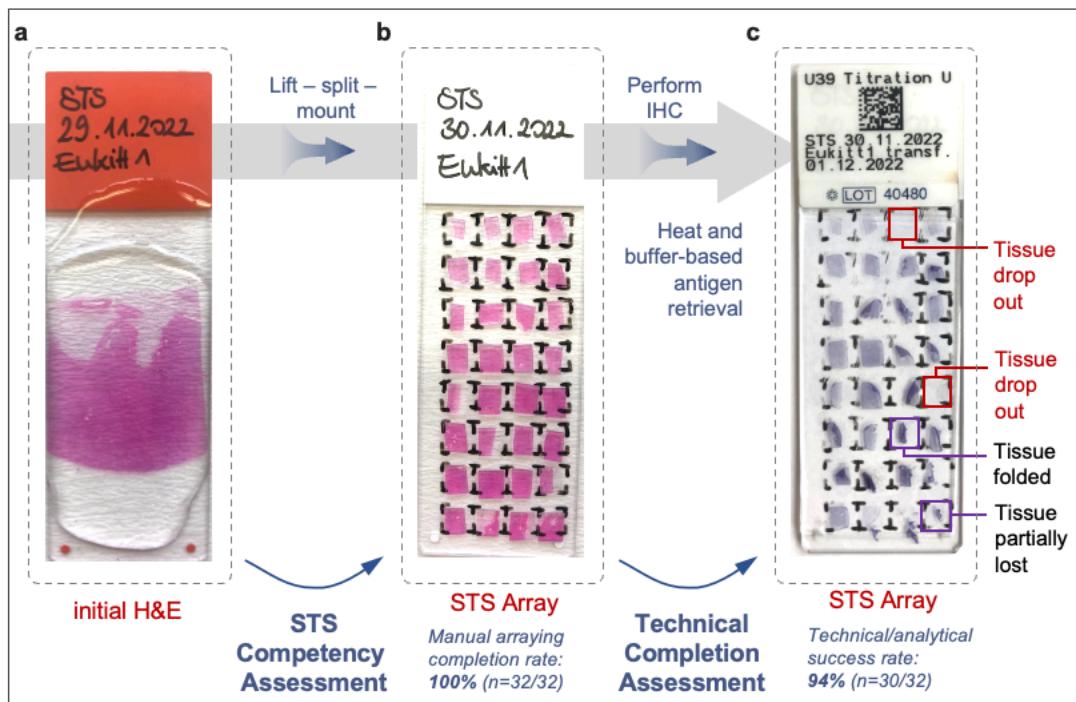 a
b
c
STS
29.11.2022
Eukitt 1
Lift – split –
mount
STS
30.11.2022
Eukitt 1
Perform
IHC
U39 Titration U
STS 30.11.2022
Eukitt1 transf.
01.12.2022
LOT 40480
Heat and
buffer-based
antigen
retrieval
Tissue
drop
out
Tissue
drop
out
Tissue
folded
Tissue
partially
lost
initial H&E
STS
Competency
Assessment
STS Array
Manual arraying
completion rate:
100% (n=32/32)
Technical
Completion
Assessment
STS Array
Technical/analytical
success rate:
94% (n=30/32)